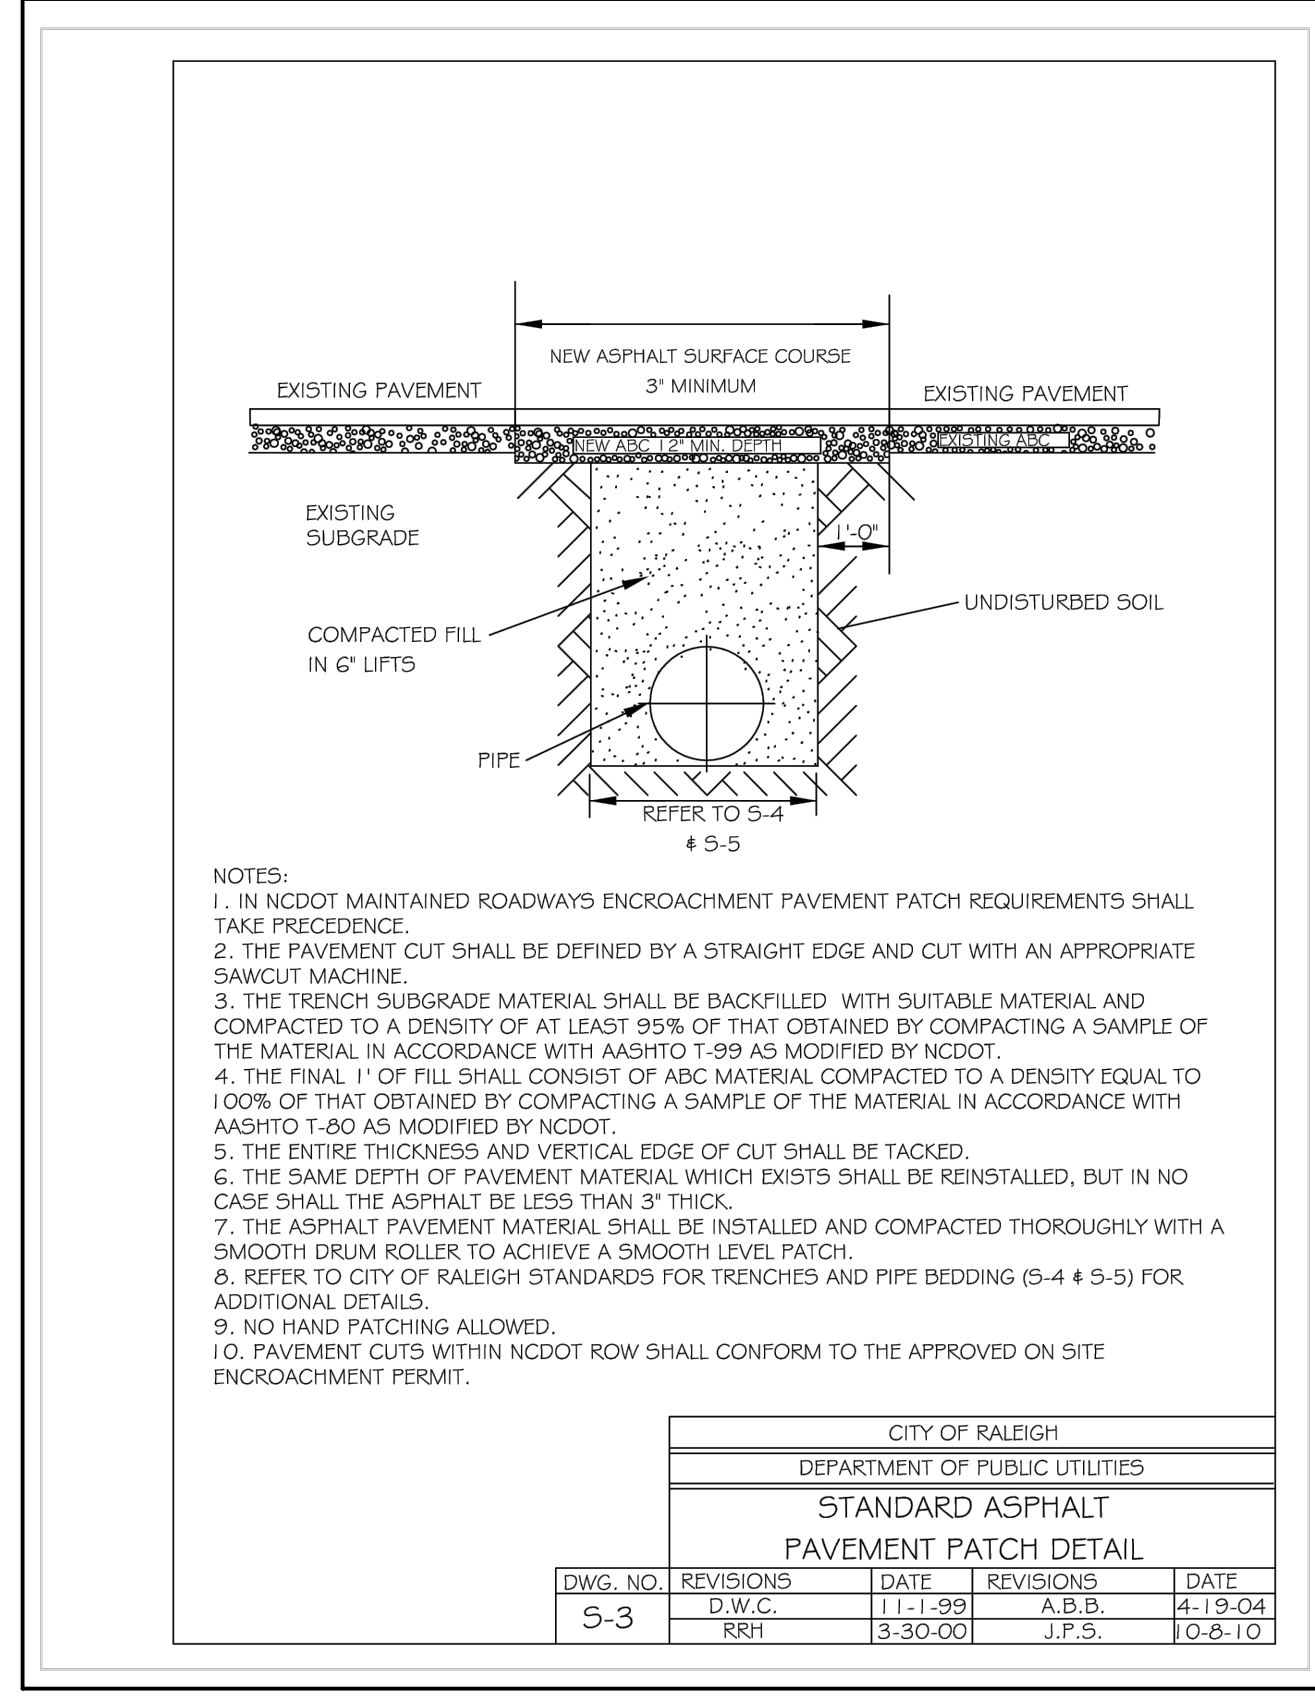 NEW ASPHALT SURFACE COURSE
3" MINIMUM
EXISTING PAVEMENT
EXISTING PAVEMENT
NEW ABC 12" MIN. DEPTH
EXISTING ABC
EXISTING
SUBGRADE
1'-0"
UNDISTURBED SOIL
COMPACTED FILL
IN 6" LIFTS
PIPE
REFER TO S-4
& S-5
NOTES:
1. IN NCDOT MAINTAINED ROADWAYS ENCROACHMENT PAVEMENT PATCH REQUIREMENTS SHALL
TAKE PRECEDENCE.
2. THE PAVEMENT CUT SHALL BE DEFINED BY A STRAIGHT EDGE AND CUT WITH AN APPROPRIATE
SAWCUT MACHINE.
3. THE TRENCH SUBGRADE MATERIAL SHALL BE BACKFILLED WITH SUITABLE MATERIAL AND
COMPACTED TO A DENSITY OF AT LEAST 95% OF THAT OBTAINED BY COMPACTING A SAMPLE OF
THE MATERIAL IN ACCORDANCE WITH AASHTO T-99 AS MODIFIED BY NCDOT.
4. THE FINAL 1' OF FILL SHALL CONSIST OF ABC MATERIAL COMPACTED TO A DENSITY EQUAL TO
100% OF THAT OBTAINED BY COMPACTING A SAMPLE OF THE MATERIAL IN ACCORDANCE WITH
AASHTO T-80 AS MODIFIED BY NCDOT.
5. THE ENTIRE THICKNESS AND VERTICAL EDGE OF CUT SHALL BE TACKED.
6. THE SAME DEPTH OF PAVEMENT MATERIAL WHICH EXISTS SHALL BE REINSTALLED, BUT IN NO
CASE SHALL THE ASPHALT BE LESS THAN 3" THICK.
7. THE ASPHALT PAVEMENT MATERIAL SHALL BE INSTALLED AND COMPACTED THOROUGHLY WITH A
SMOOTH DRUM ROLLER TO ACHIEVE A SMOOTH LEVEL PATCH.
8. REFER TO CITY OF RALEIGH STANDARDS FOR TRENCHES AND PIPE BEDDING (S-4 & S-5) FOR
ADDITIONAL DETAILS.
9. NO HAND PATCHING ALLOWED.
10. PAVEMENT CUTS WITHIN NCDOT ROW SHALL CONFORM TO THE APPROVED ON SITE
ENCROACHMENT PERMIT.
CITY OF RALEIGH
DEPARTMENT OF PUBLIC UTILITIES
STANDARD ASPHALT
PAVEMENT PATCH DETAIL
DWG. NO. REVISIONS DATE REVISIONS DATE
S-3
D.W.C. 11-1-99 A.B.B. 4-19-04
RRH 3-30-00 J.P.S. 10-8-10